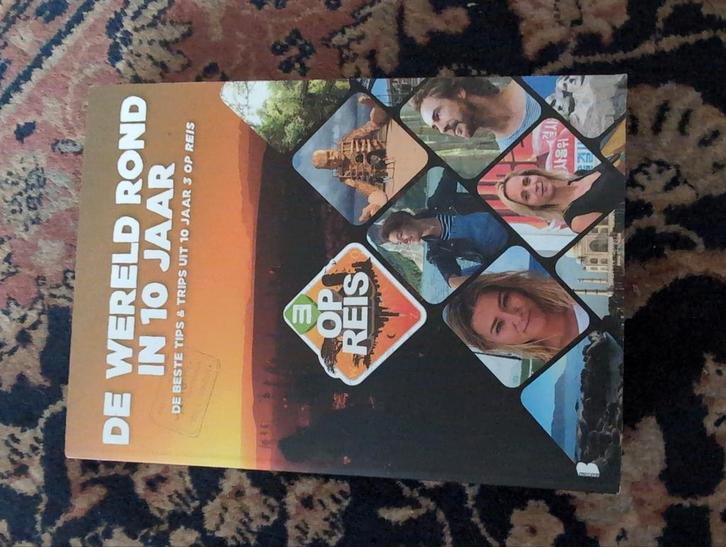 DE WERELD ROND
IN 10 JAAR
DE BESTE TIPS & TRIPS UIT 10 JAAR 3 OP REIS
3
OP
REIS
B